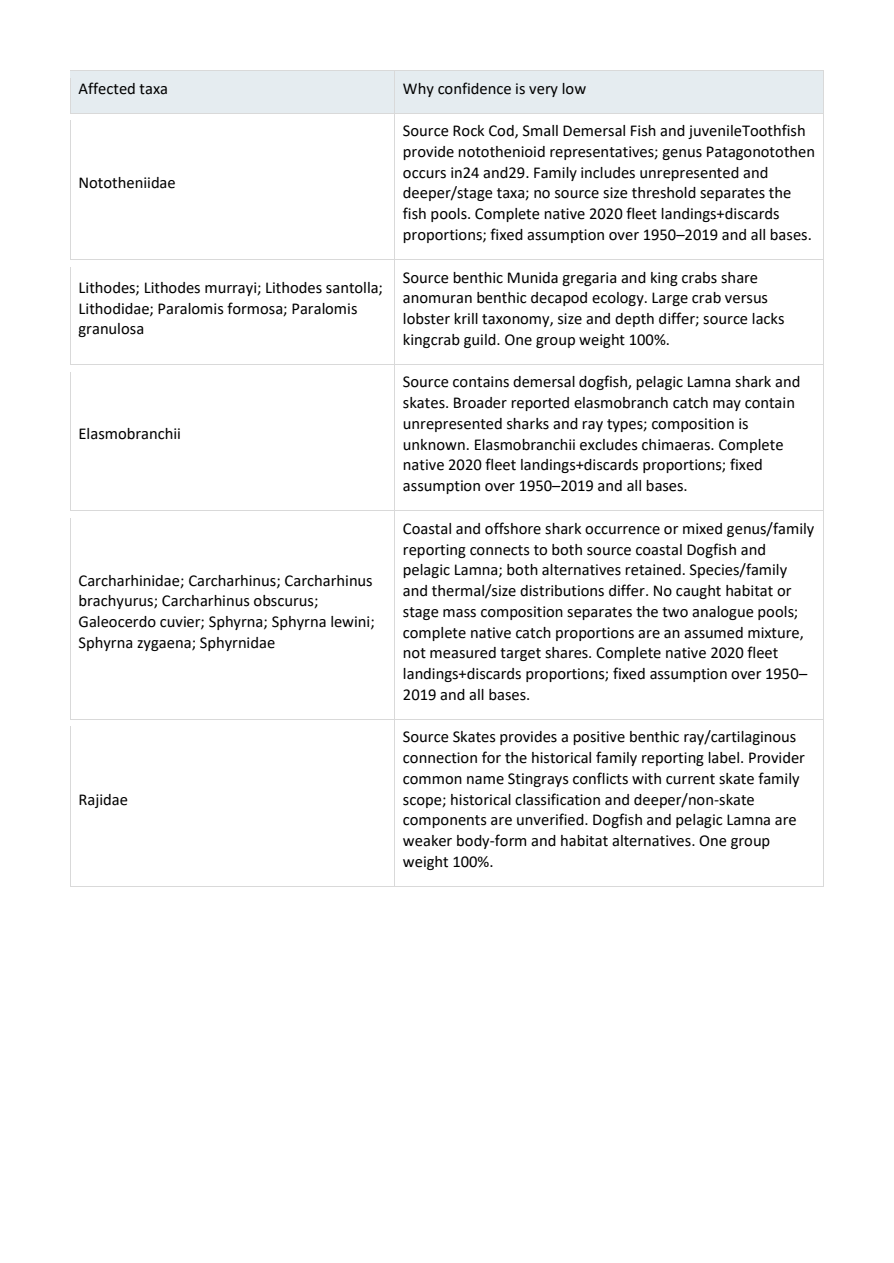 Affected taxa
Why confidence is very low
Nototheniidae
Source Rock Cod, Small Demersal Fish and juvenileToothfish
provide notothenioid representatives; genus Patagonotothen
occurs in24 and29. Family includes unrepresented and
deeper/stage taxa; no source size threshold separates the
fish pools. Complete native 2020 fleet landings+discards
proportions; fixed assumption over 1950–2019 and all bases.
Lithodes; Lithodes murrayi; Lithodes santolla;
Lithodidae; Paralomis formosa; Paralomis
granulosa
Source benthic Munida gregaria and king crabs share
anomuran benthic decapod ecology. Large crab versus
lobster krill taxonomy, size and depth differ; source lacks
kingcrab guild. One group weight 100%.
Elasmobranchii
Source contains demersal dogfish, pelagic Lamna shark and
skates. Broader reported elasmobranch catch may contain
unrepresented sharks and ray types; composition is
unknown. Elasmobranchii excludes chimaeras. Complete
native 2020 fleet landings+discards proportions; fixed
assumption over 1950–2019 and all bases.
Carcharhinidae; Carcharhinus; Carcharhinus
brachyurus; Carcharhinus obscurus;
Galeocerdo cuvier; Sphyrna; Sphyrna lewini;
Sphyrna zygaena; Sphyrnidae
Coastal and offshore shark occurrence or mixed genus/family
reporting connects to both source coastal Dogfish and
pelagic Lamna; both alternatives retained. Species/family
and thermal/size distributions differ. No caught habitat or
stage mass composition separates the two analogue pools;
complete native catch proportions are an assumed mixture,
not measured target shares. Complete native 2020 fleet
landings+discards proportions; fixed assumption over 1950–
2019 and all bases.
Rajidae
Source Skates provides a positive benthic ray/cartilaginous
connection for the historical family reporting label. Provider
common name Stingrays conflicts with current skate family
scope; historical classification and deeper/non-skate
components are unverified. Dogfish and pelagic Lamna are
weaker body-form and habitat alternatives. One group
weight 100%.